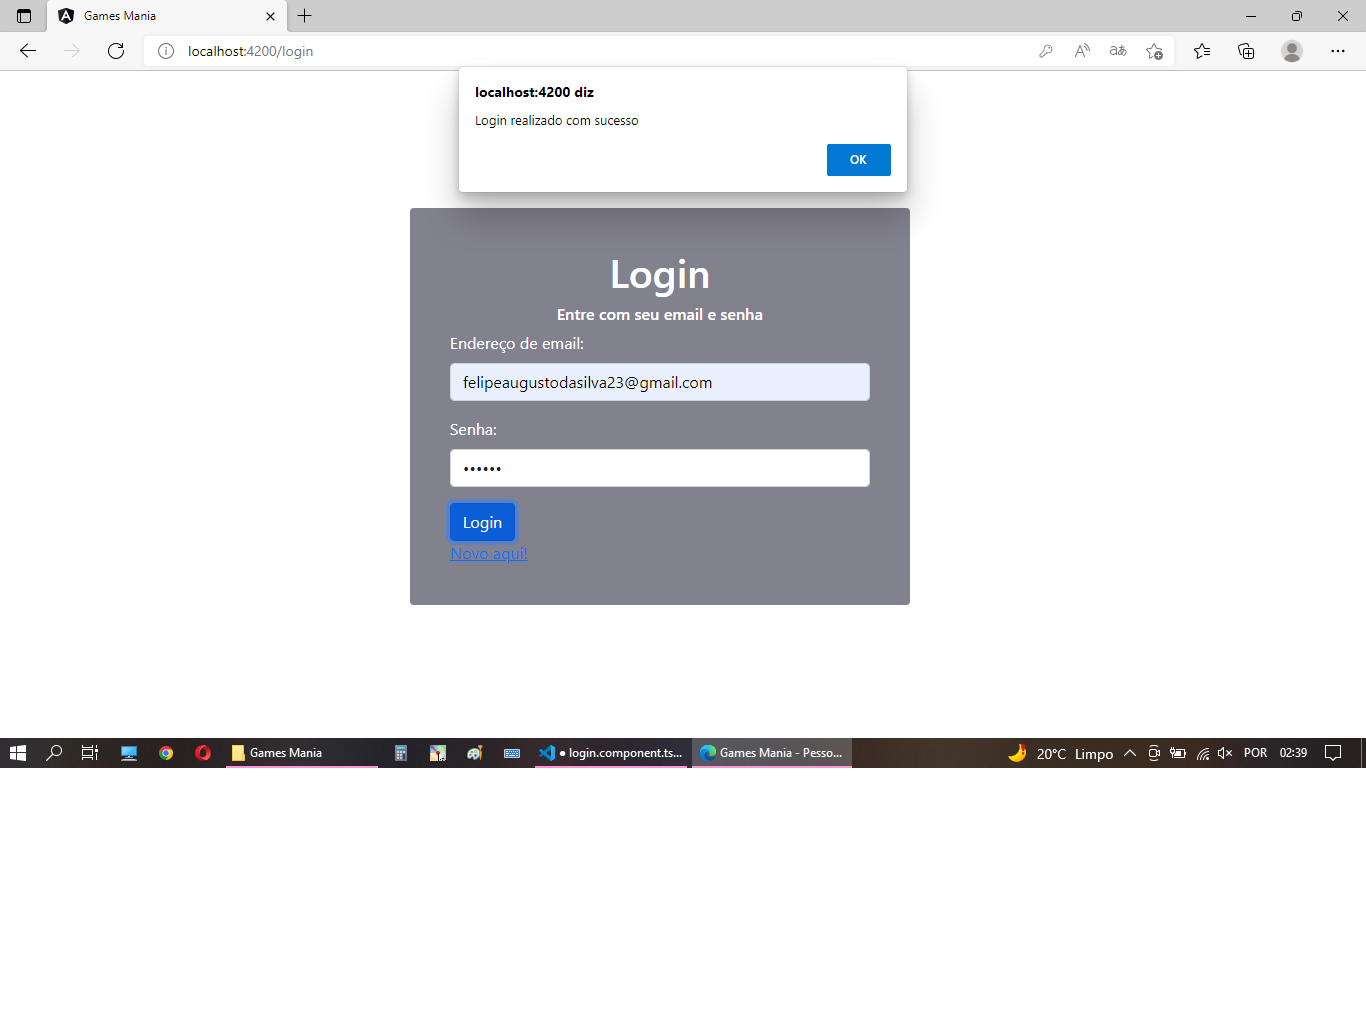 Games Mania
localhost:4200/login
localhost:4200 diz
Login realizado com sucesso
OK
Login
Entre com seu email e senha
Endereço de email:
felipeaugustodasilva23@gmail.com
Senha:
••••••
Login
Novo aqui!
Games Mania
● login.component.ts...
Games Mania - Pesso...
20°C Limpo
POR
02:39